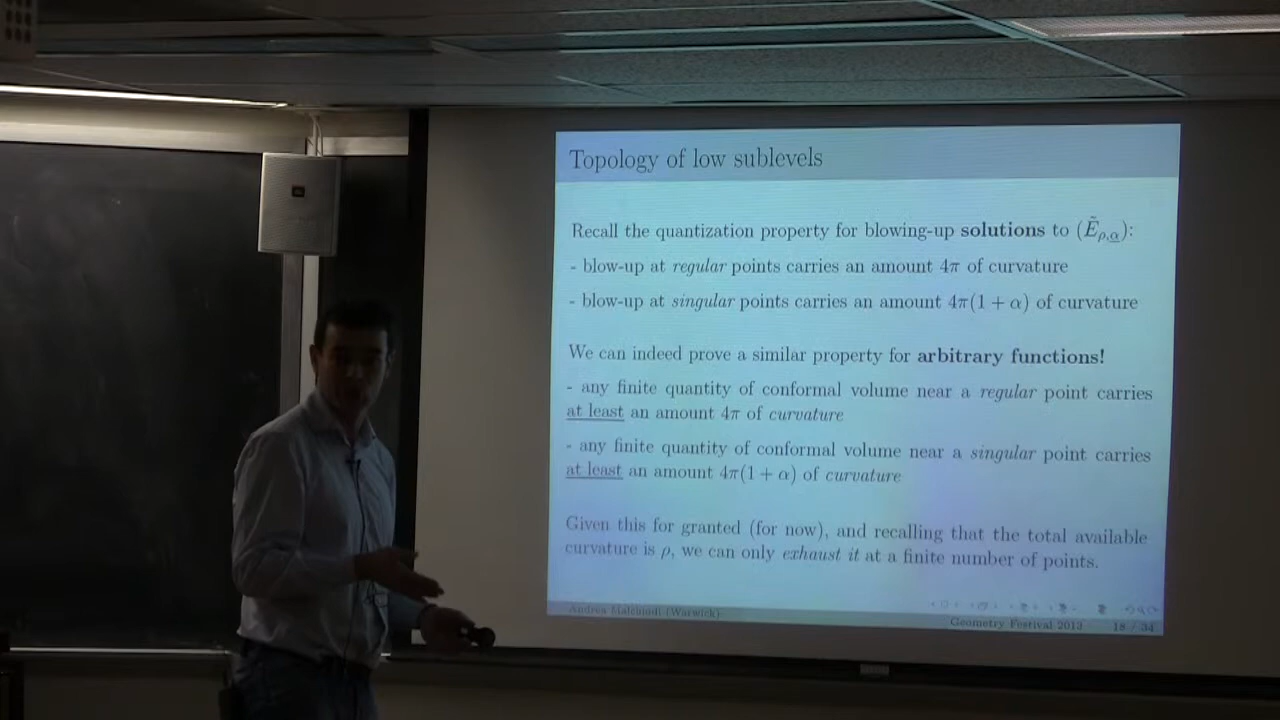 Topology of low sublevels
Recall the quantization property for blowing-up solutions to (Ẽρ,α):
- blow-up at regular points carries an amount 4π of curvature
- blow-up at singular points carries an amount 4π(1 + α) of curvature
We can indeed prove a similar property for arbitrary functions!
- any finite quantity of conformal volume near a regular point carries
at least an amount 4π of curvature
- any finite quantity of conformal volume near a singular point carries
at least an amount 4π(1 + α) of curvature
Given this for granted (for now), and recalling that the total available
curvature is ρ, we can only exhaust it at a finite number of points.
Andrea Malchiodi (Warwick)
Geometry Festival 2013 18 / 34